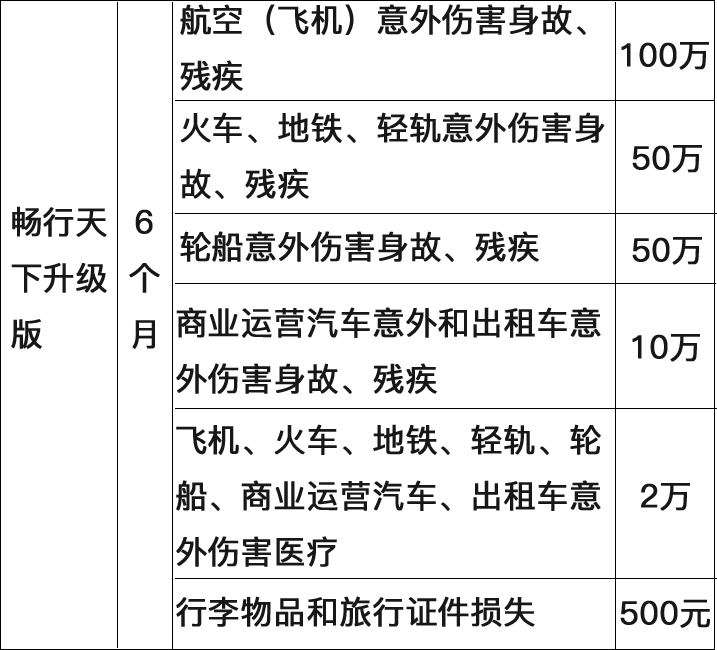 畅行天
下升级
版
6
个
月
航空（飞机）意外伤害身故、
残疾
100万
火车、地铁、轻轨意外伤害身
故、残疾
50万
轮船意外伤害身故、残疾
50万
商业运营汽车意外和出租车意
外伤害身故、残疾
10万
飞机、火车、地铁、轻轨、轮
船、商业运营汽车、出租车意
外伤害医疗
2万
行李物品和旅行证件损失
500元